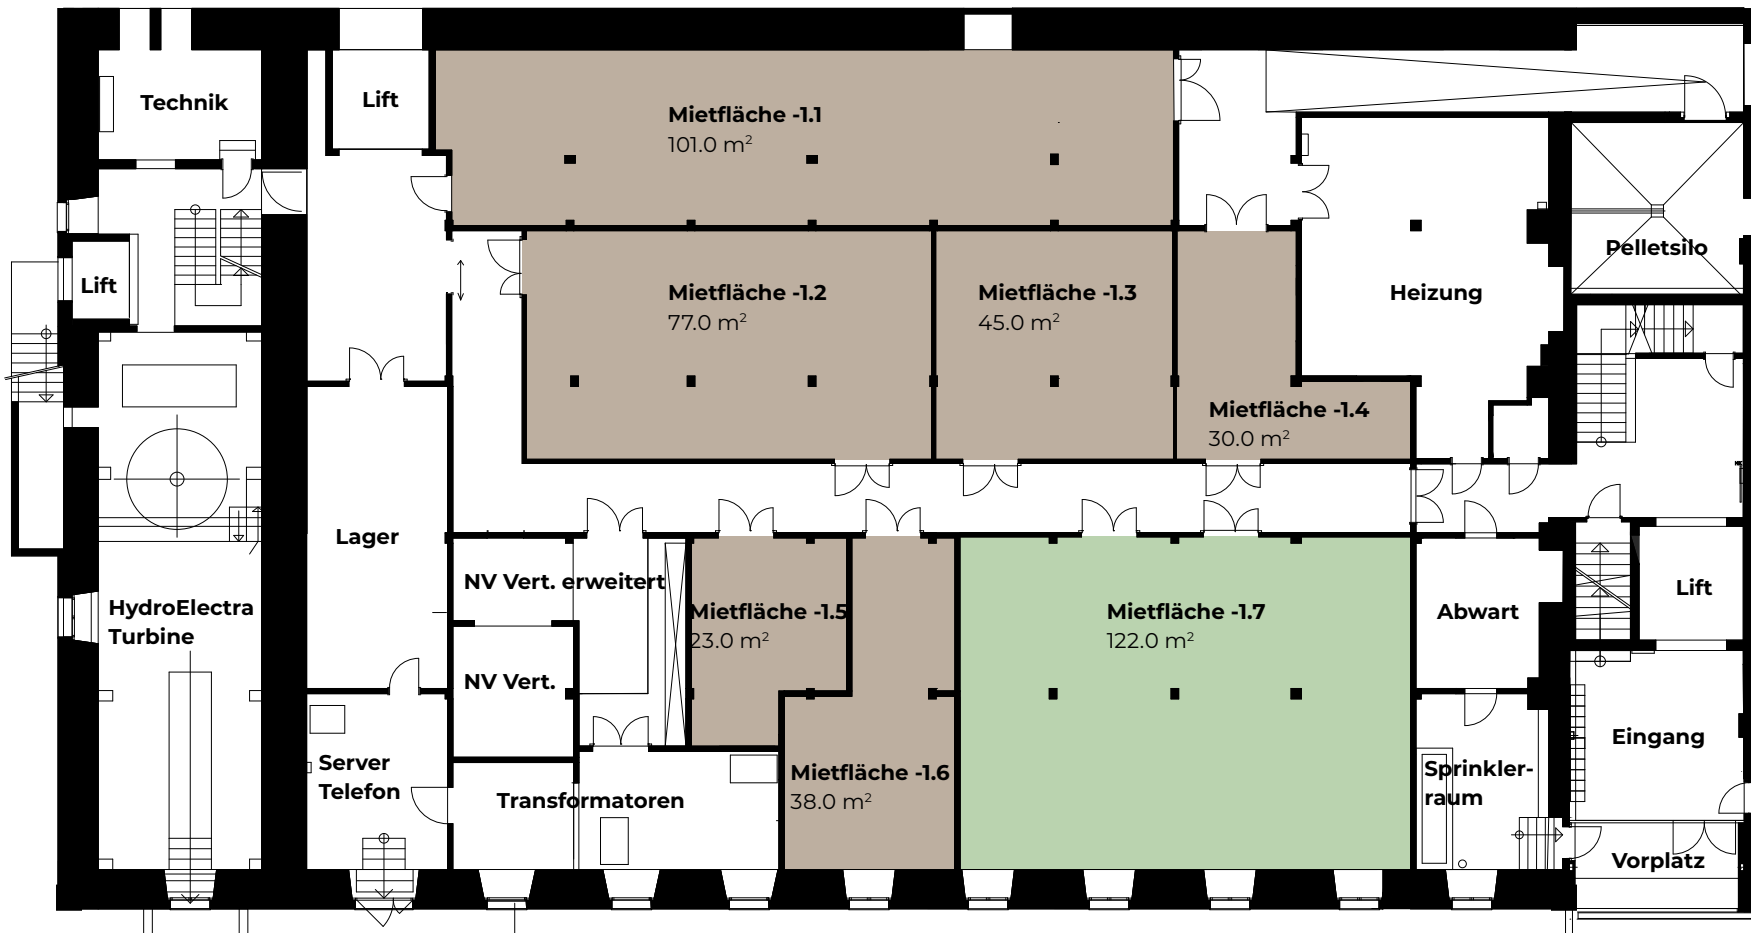 Technik
Lift
Mietfläche -1.1
101.0 m²
Lift
Mietfläche -1.2
77.0 m²
Mietfläche -1.3
45.0 m²
Heizung
Pelletsilo
Mietfläche -1.4
30.0 m²
Lager
HydroElectra
Turbine
NV Vert. erweitert
NV Vert.
Mietfläche -1.5
23.0 m²
Mietfläche -1.7
122.0 m²
Abwart
Lift
Server
Telefon
Transformatoren
Mietfläche -1.6
38.0 m²
Sprinkler-
raum
Eingang
Vorplatz